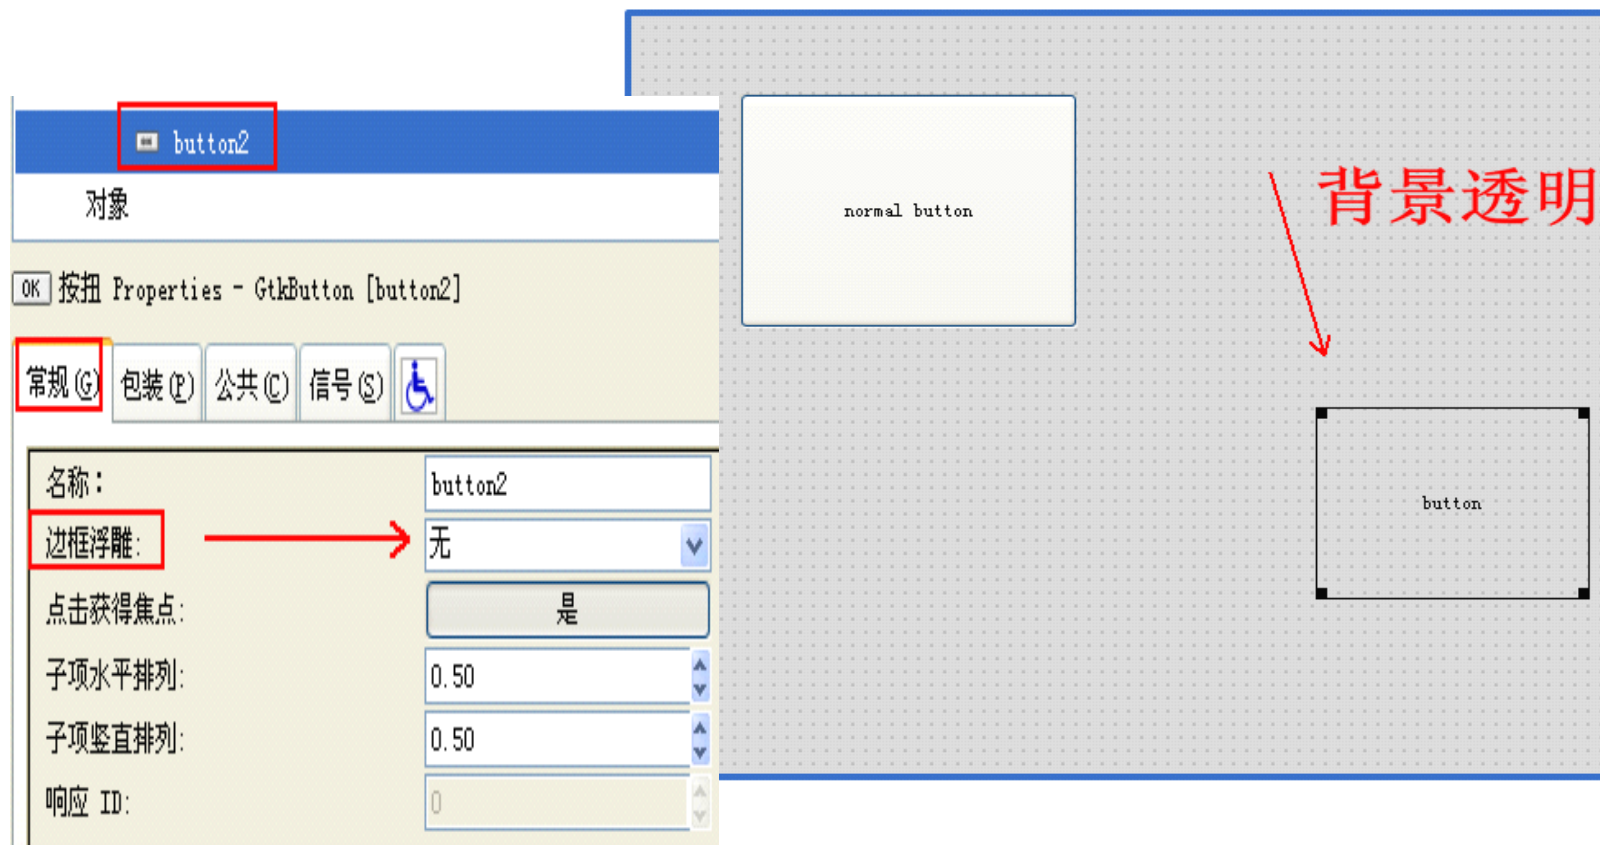 button2
对象
OK 按扭 Properties - GtkButton [button2]
常规(G) 包装(P) 公共(C) 信号(S)
名称: button2
边框浮雕: 无
点击获得焦点: 是
子项水平排列: 0.50
子项竖直排列: 0.50
响应 ID: 0
normal button
背景透明
button